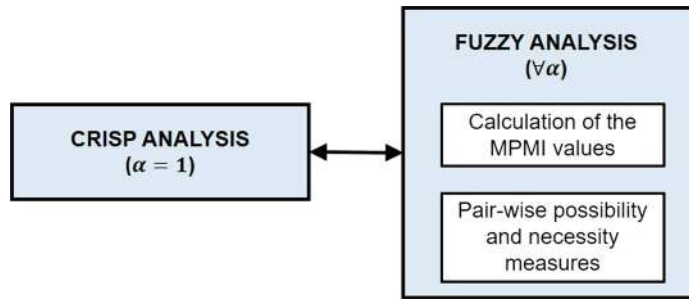 CRISP ANALYSIS
(α = 1)
FUZZY ANALYSIS
(∀α)
Calculation of the
MPMI values
Pair-wise possibility
and necessity
measures